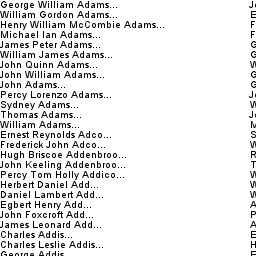 George William Adams... J
William Gordon Adams... E
Henry William McCombie Adams... F
Michael Ian Adams... F
James Peter Adams... G
William James Adams... G
John Quinn Adams... W
John William Adams... G
John Adams... G
Percy Lorenzo Adams... J
Sydney Adams... W
Thomas Adams... J
William Adams... M
Ernest Reynolds Adco... S
Frederick John Adco... W
Hugh Briscoe Addenbroo... R
John Keeling Addenbroo... T
Percy Tom Holly Addico... W
Herbert Daniel Add... W
Daniel Lambert Add... W
Egbert Henry Add... A
John Foxcroft Add... P
James Leonard Add... A
Charles Addis... E
Charles Leslie Addis... H
George Addis...